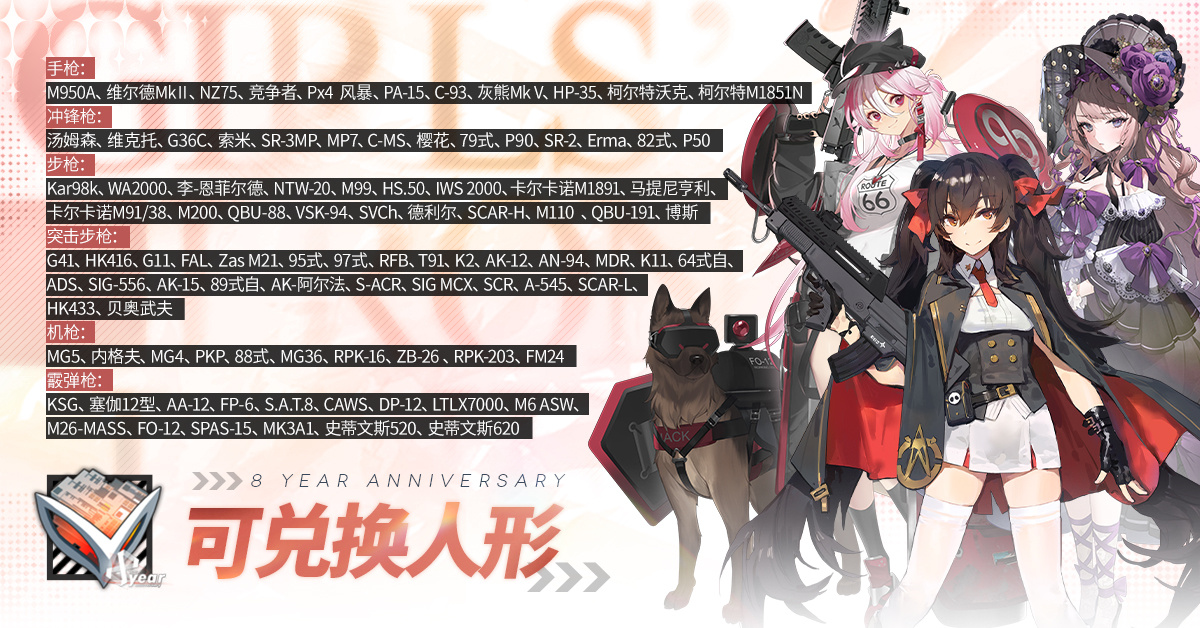 GIRLS'
手枪：
M950A、维尔德MkⅡ、NZ75、竞争者、Px4 风暴、PA-15、C-93、灰熊Mk V、HP-35、柯尔特沃克、柯尔特M1851N
冲锋枪：
汤姆森、维克托、G36C、索米、SR-3MP、MP7、C-MS、樱花、79式、P90、SR-2、Erma、82式、P50
步枪：
Kar98k、WA2000、李-恩菲尔德、NTW-20、M99、HS.50、IWS 2000、卡尔卡诺M1891、马提尼亨利、
卡尔卡诺M91/38、M200、QBU-88、VSK-94、SVCh、德利尔、SCAR-H、M110 、QBU-191、博斯
突击步枪：
G41、HK416、G11、FAL、Zas M21、95式、97式、RFB、T91、K2、AK-12、AN-94、MDR、K11、64式自、
ADS、SIG-556、AK-15、89式自、AK-阿尔法、S-ACR、SIG MCX、SCR、A-545、SCAR-L、
HK433、贝奥武夫
机枪：
MG5、内格夫、MG4、PKP、88式、MG36、RPK-16、ZB-26 、RPK-203、FM24
霰弹枪：
KSG、塞伽12型、AA-12、FP-6、S.A.T.8、CAWS、DP-12、LTLX7000、M6 ASW、
M26-MASS、FO-12、SPAS-15、MK3A1、史蒂文斯520、史蒂文斯620
8 YEAR ANNIVERSARY
可兑换人形
year
ROUTE
66
FO-12
JACK